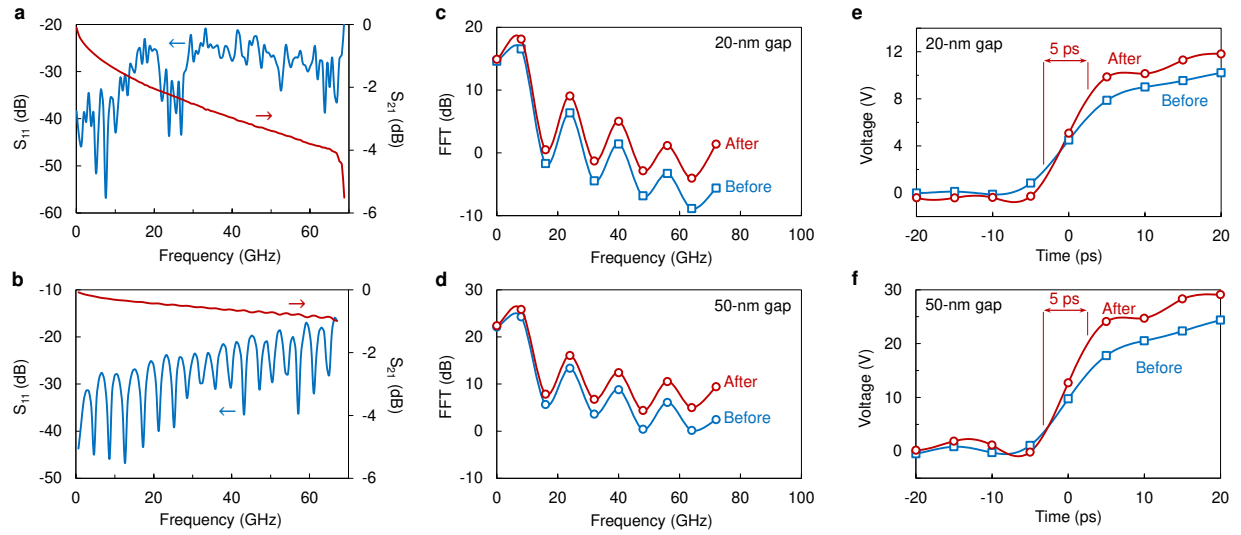 a
-20
-30
-40
-50
-60
S11 (dB)
0
-2
-4
-6
S21 (dB)
0
20
40
60
Frequency (GHz)
c
20
10
0
-10
FFT (dB)
20-nm gap
After
Before
0
20
40
60
80
100
Frequency (GHz)
e
12
8
4
0
Voltage (V)
20-nm gap
5 ps
After
Before
-20
-10
0
10
20
Time (ps)
b
-10
-20
-30
-40
-50
S11 (dB)
0
-2
-4
-6
S21 (dB)
0
20
40
60
Frequency (GHz)
d
30
20
10
0
-10
FFT (dB)
50-nm gap
After
Before
0
20
40
60
80
100
Frequency (GHz)
f
30
20
10
0
Voltage (V)
50-nm gap
5 ps
After
Before
-20
-10
0
10
20
Time (ps)